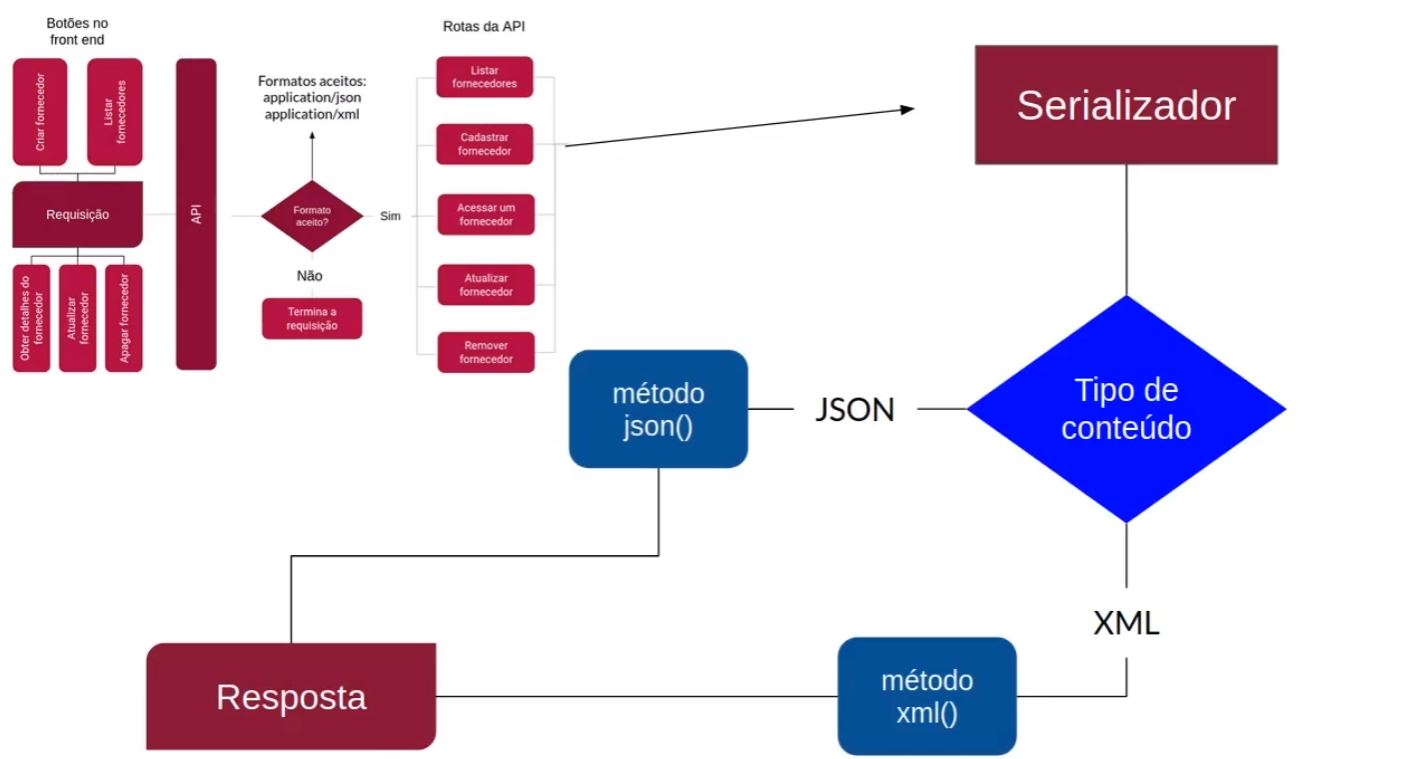 Botões no
front end
Criar fornecedor
Listar
fornecedores
Requisição
Obter detalhes do
fornecedor
Atualizar
fornecedor
Apagar fornecedor
API
Formatos aceitos:
application/json
application/xml
Formato
aceito?
Sim
Não
Termina a
requisição
Rotas da API
Listar
fornecedores
Cadastrar
fornecedor
Acessar um
fornecedor
Atualizar
fornecedor
Remover
fornecedor
Serializador
Tipo de
conteúdo
JSON
método
json()
XML
método
xml()
Resposta